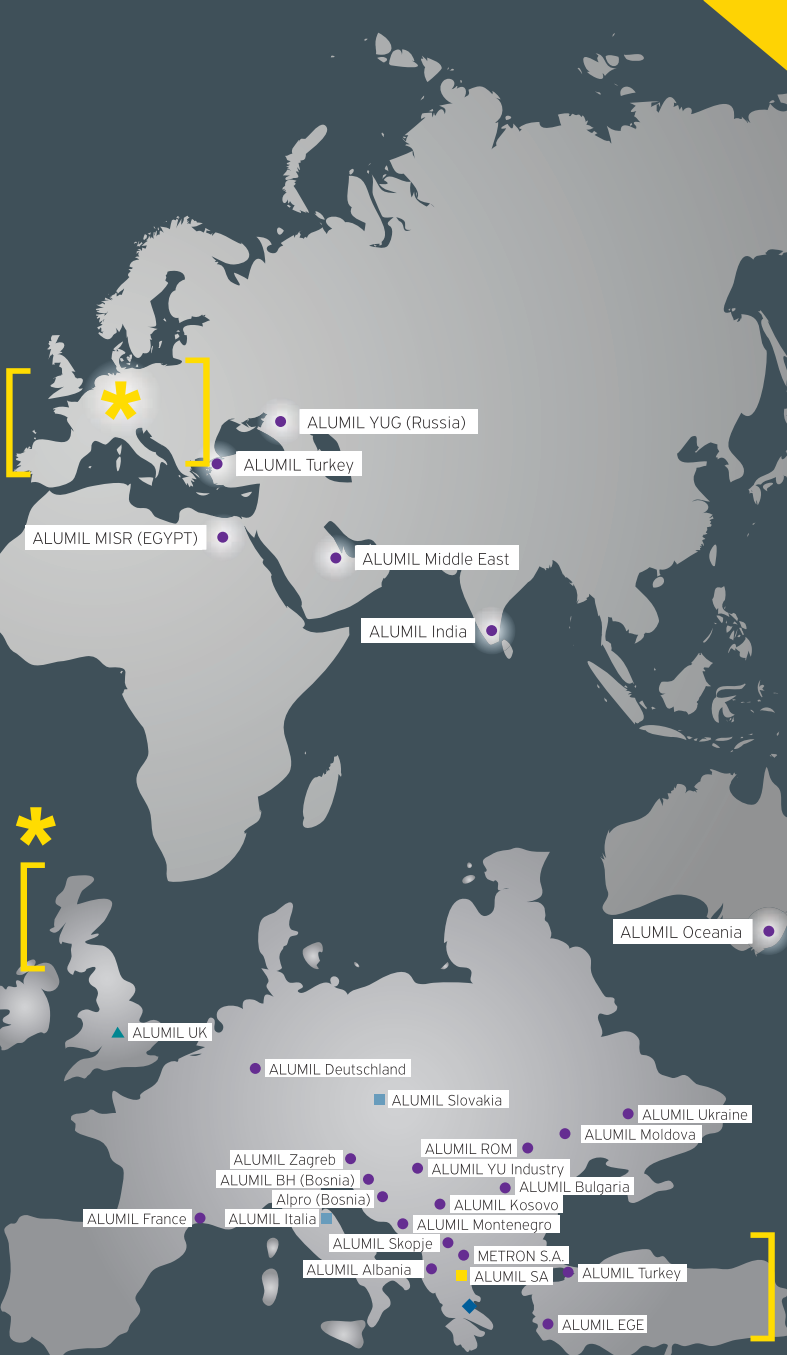 *
ALUMIL YUG (Russia)
ALUMIL Turkey
ALUMIL MISR (EGYPT)
ALUMIL Middle East
ALUMIL India
*
ALUMIL Oceania
ALUMIL UK
ALUMIL Deutschland
ALUMIL Slovakia
ALUMIL Ukraine
ALUMIL Moldova
ALUMIL ROM
ALUMIL Zagreb
ALUMIL YU Industry
ALUMIL BH (Bosnia)
ALUMIL Bulgaria
Alpro (Bosnia)
ALUMIL Kosovo
ALUMIL France
ALUMIL Italia
ALUMIL Montenegro
ALUMIL Skopje
METRON S.A.
ALUMIL Albania
ALUMIL SA
ALUMIL Turkey
ALUMIL EGE